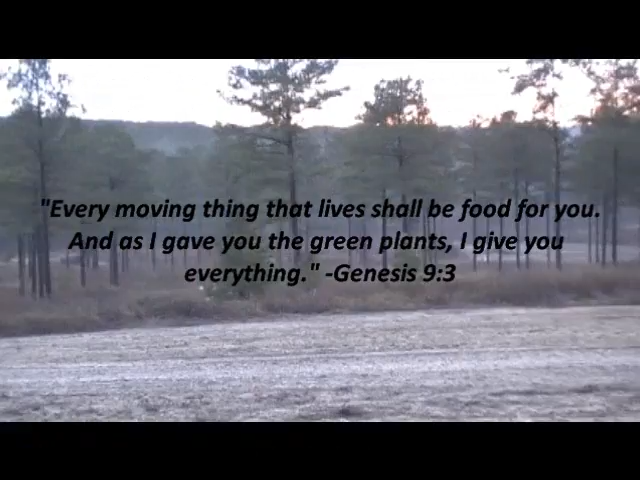 "Every moving thing that lives shall be food for you.
And as I gave you the green plants, I give you
everything." -Genesis 9:3